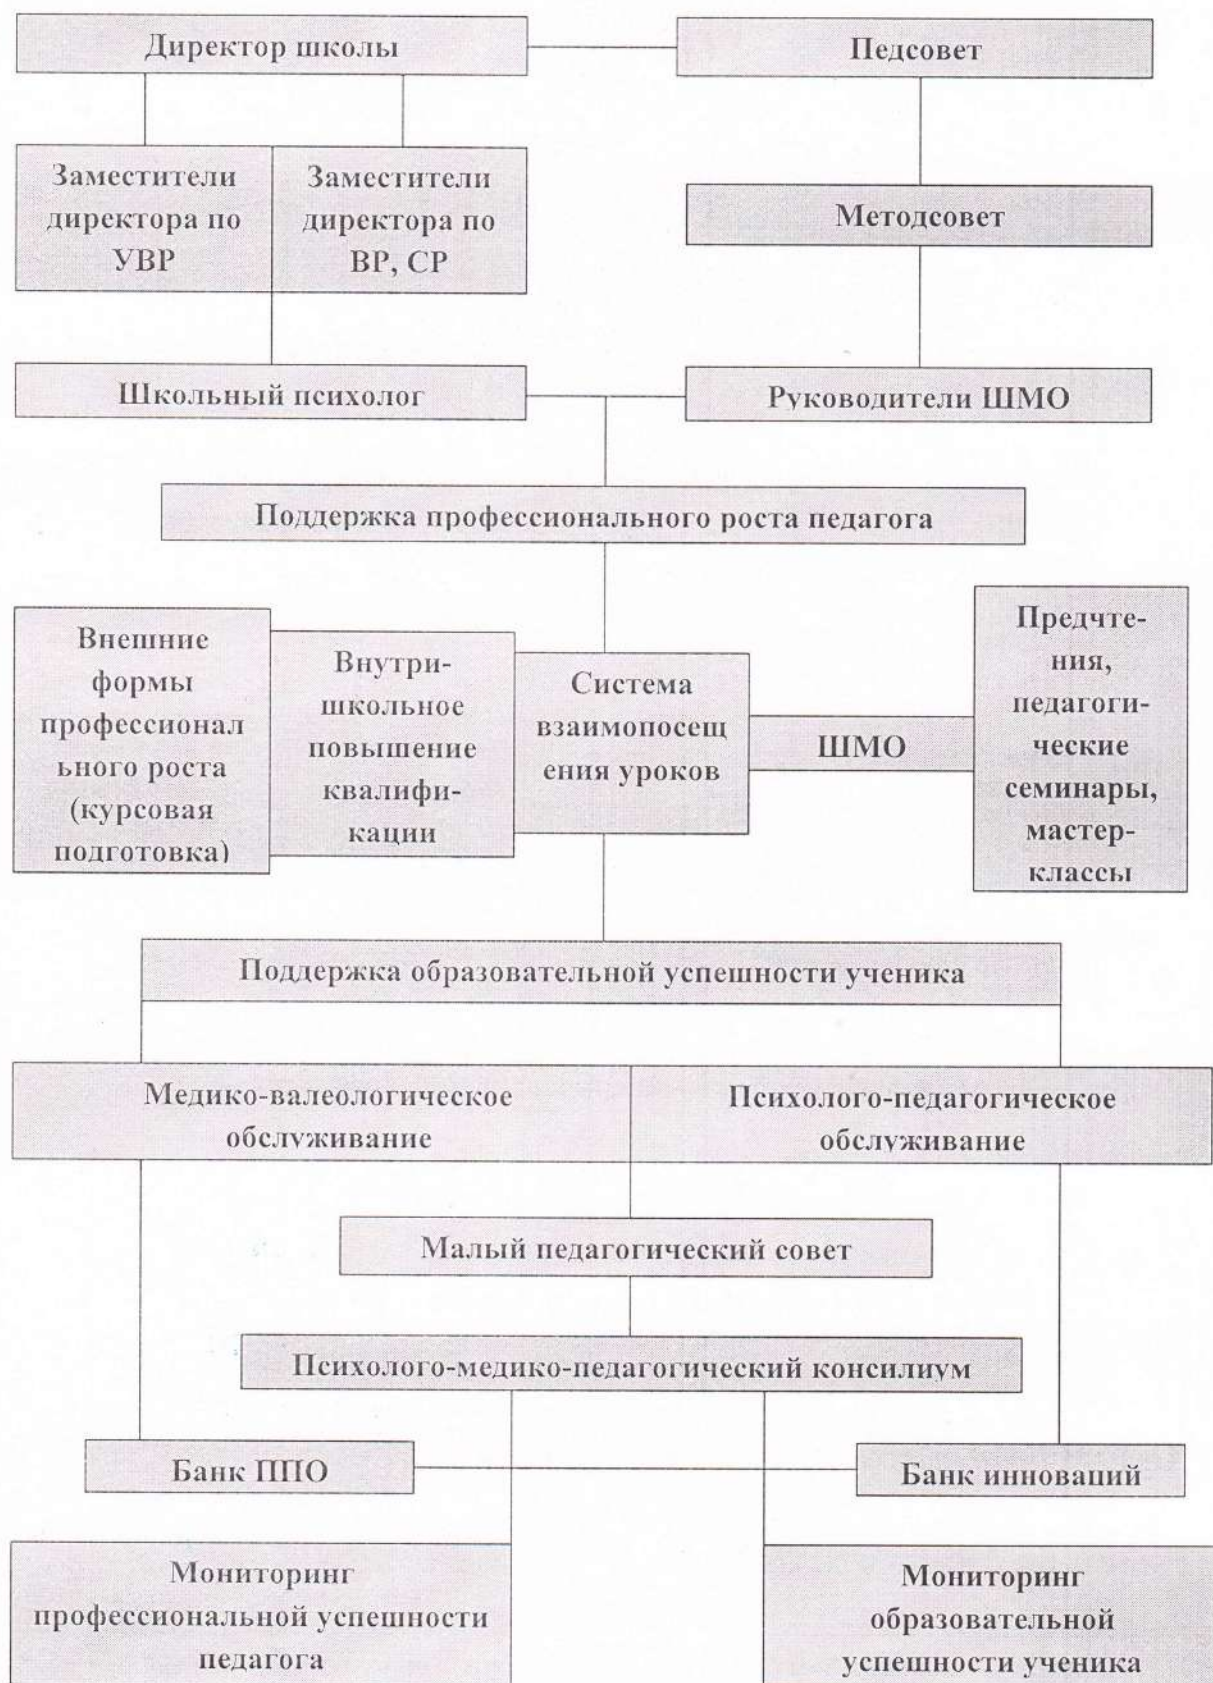 Директор школы
Педсовет
Заместители
директора по
УВР
Заместители
директора по
ВР, СР
Методсовет
Школьный психолог
Руководители ШМО
Поддержка профессионального роста педагога
Внешние
формы
профессионал
ьного роста
(курсовая
подготовка)
Внутри-
школьное
повышение
квалифи-
кации
Система
взаимопосещ
ения уроков
ШМО
Предчте-
ния,
педагоги-
ческие
семинары,
мастер-
классы
Поддержка образовательной успешности ученика
Медико-валеологическое
обслуживание
Психолого-педагогическое
обслуживание
Малый педагогический совет
Психолого-медико-педагогический консилиум
Банк ППО
Банк инноваций
Мониторинг
профессиональной успешности
педагога
Мониторинг
образовательной
успешности ученика